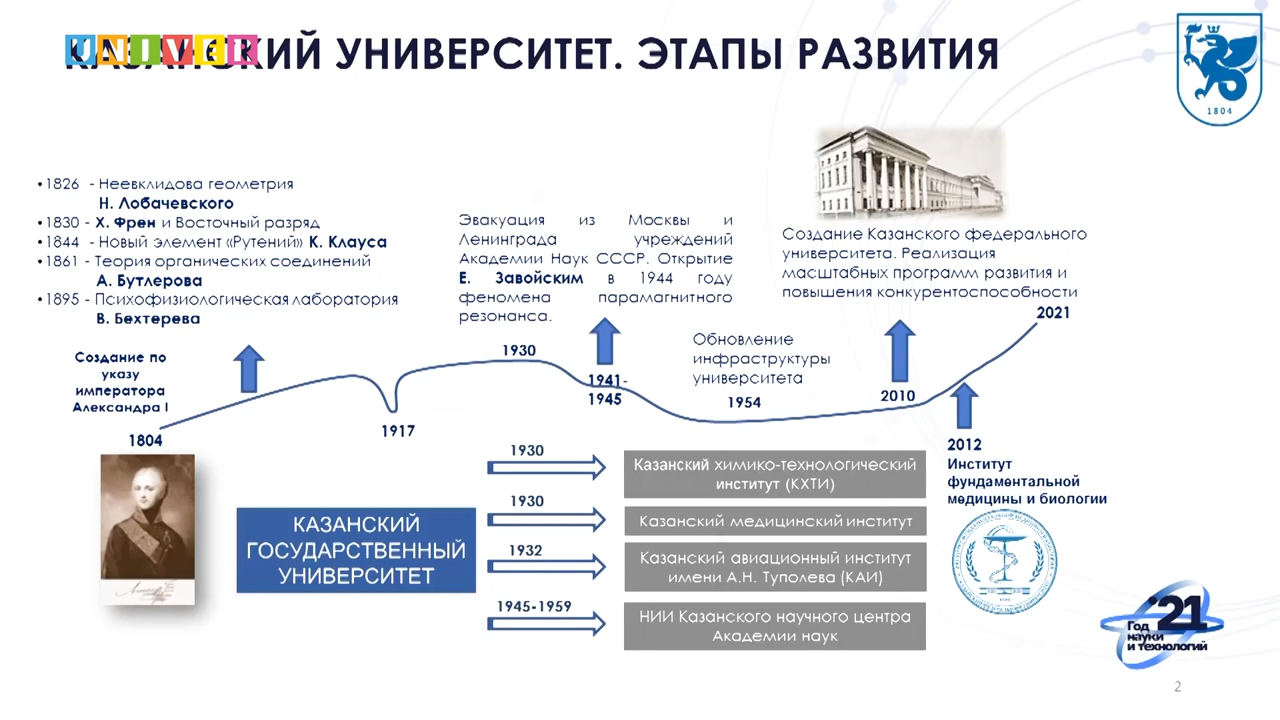 UNIVER
КАЗАНСКИЙ УНИВЕРСИТЕТ. ЭТАПЫ РАЗВИТИЯ
1804
• 1826 - Неевклидова геометрия
Н. Лобачевского
• 1830 - Х. Френ и Восточный разряд
• 1844 - Новый элемент «Рутений» К. Клауса
• 1861 - Теория органических соединений
А. Бутлерова
• 1895 - Психофизиологическая лаборатория
В. Бехтерева
Эвакуация из Москвы и
Ленинграда учреждений
Академии Наук СССР. Открытие
Е. Завойским в 1944 году
феномена парамагнитного
резонанса.
Создание Казанского федерального
университета. Реализация
масштабных программ развития и
повышения конкурентоспособности
2021
Обновление
инфраструктуры
университета
1954
Создание по
указу
императора
Александра I
1804
1917
1930
1941-
1945
2010
2012
Институт
фундаментальной
медицины и биологии
КАЗАНСКИЙ
ГОСУДАРСТВЕННЫЙ
УНИВЕРСИТЕТ
1930
Казанский химико-технологический
институт (КХТИ)
1930
Казанский медицинский институт
1932
Казанский авиационный институт
имени А.Н. Туполева (КАИ)
1945-1959
НИИ Казанского научного центра
Академии наук
'21
Год
науки
и технологий
2